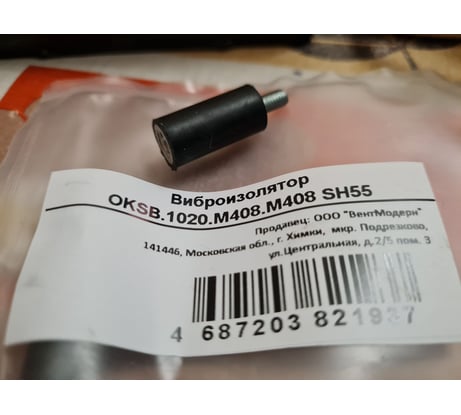 Виброизолятор
OKSB.1020.M408.M408 SH55
Продавец: ООО "ВентМодерн"
141446, Московская обл., г. Химки, мкр. Подрезково,
ул.Центральная, д.2/5 пом. 3
4 687203 821937